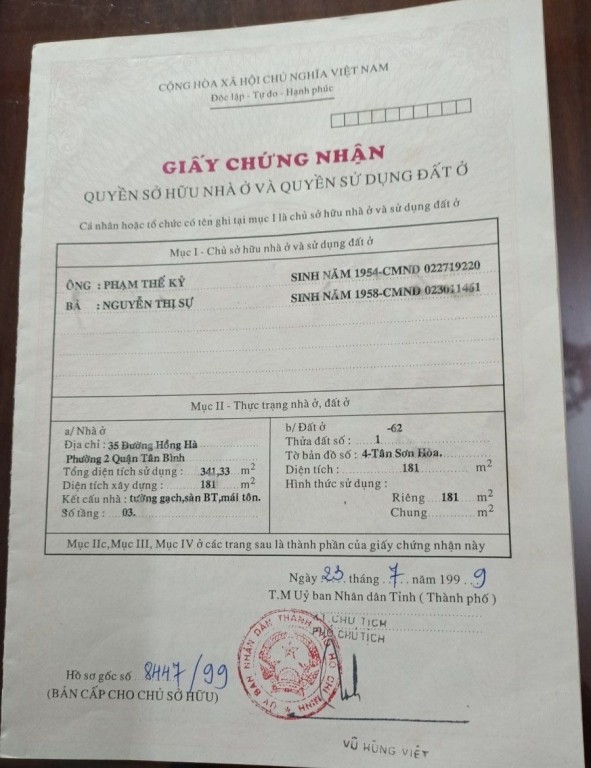 CỘNG HÒA XÃ HỘI CHỦ NGHĨA VIỆT NAM
Độc lập - Tự do - Hạnh phúc
GIẤY CHỨNG NHẬN
QUYỀN SỞ HỮU NHÀ Ở VÀ QUYỀN SỬ DỤNG ĐẤT Ở
Cá nhân hoặc tổ chức có tên ghi tại mục I là chủ sở hữu nhà ở và sử dụng đất ở
Mục I - Chủ sở hữu nhà ở và sử dụng đất ở
ÔNG : PHẠM THẾ KỶ SINH NĂM 1954-CMND 022719220
BÀ : NGUYỄN THỊ SỰ SINH NĂM 1958-CMND 023011461
Mục II - Thực trạng nhà ở, đất ở
a/ Nhà ở
Địa chỉ : 35 Đường Hồng Hà
Phường 2 Quận Tân Bình
Tổng diện tích sử dụng : 341,33 m2
Diện tích xây dựng : 181 m2
Kết cấu nhà : tường gạch,sàn BT,mái tôn.
Số tầng : 03.
b/ Đất ở -62
Thửa đất số : 1
Tờ bản đồ số : 4-Tân Sơn Hòa.
Diện tích : 181 m2
Hình thức sử dụng :
Riêng 181 m2
Chung m2
Mục IIc,Mục III, Mục IV ở các trang sau là thành phần của giấy chứng nhận này
Ngày 23 tháng 7 năm 1999
T.M Uỷ ban Nhân dân Tỉnh ( Thành phố )
CHỦ TỊCH
PHÓ CHỦ TỊCH
ỦY BAN NHÂN DÂN THÀNH PHỐ HỒ CHÍ MINH
Hồ sơ gốc số 8447/99
(BẢN CẤP CHO CHỦ SỞ HỮU)
VŨ HÙNG VIỆT